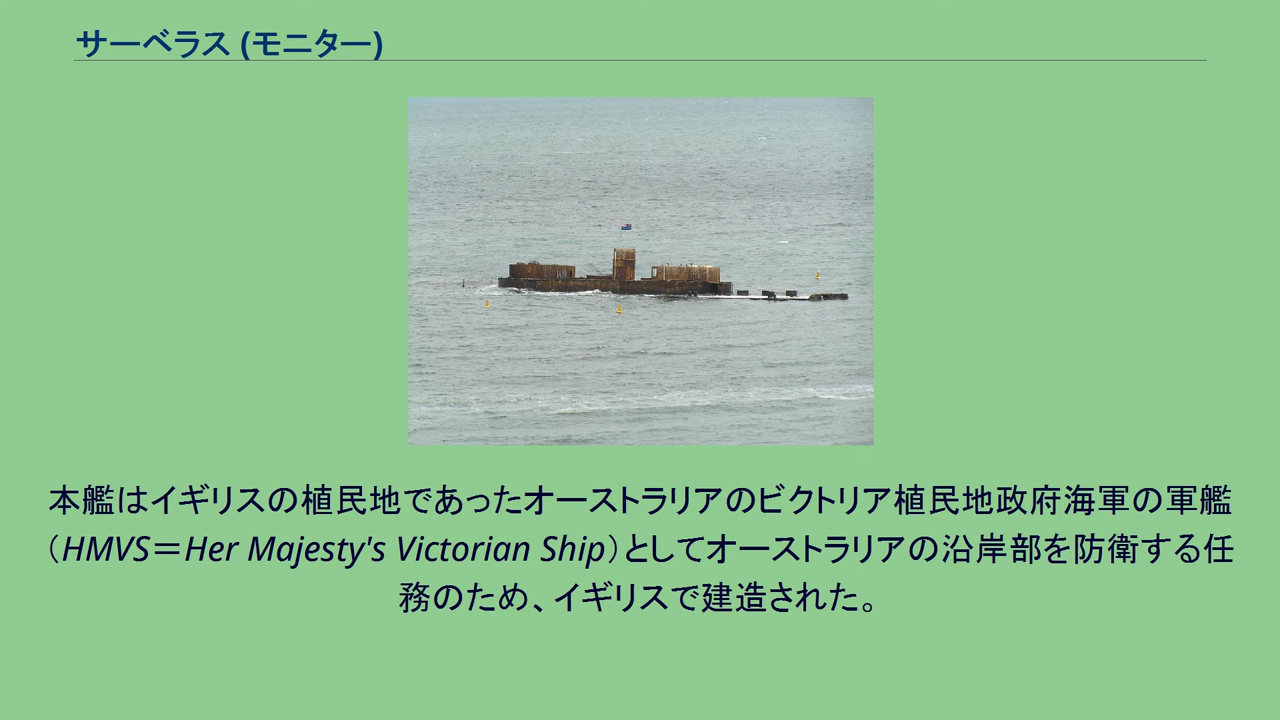 サーベラス (モニター)
本艦はイギリスの植民地であったオーストラリアのビクトリア植民地政府海軍の軍艦
（HMVS＝Her Majesty's Victorian Ship）としてオーストラリアの沿岸部を防衛する任
務のため、イギリスで建造された。